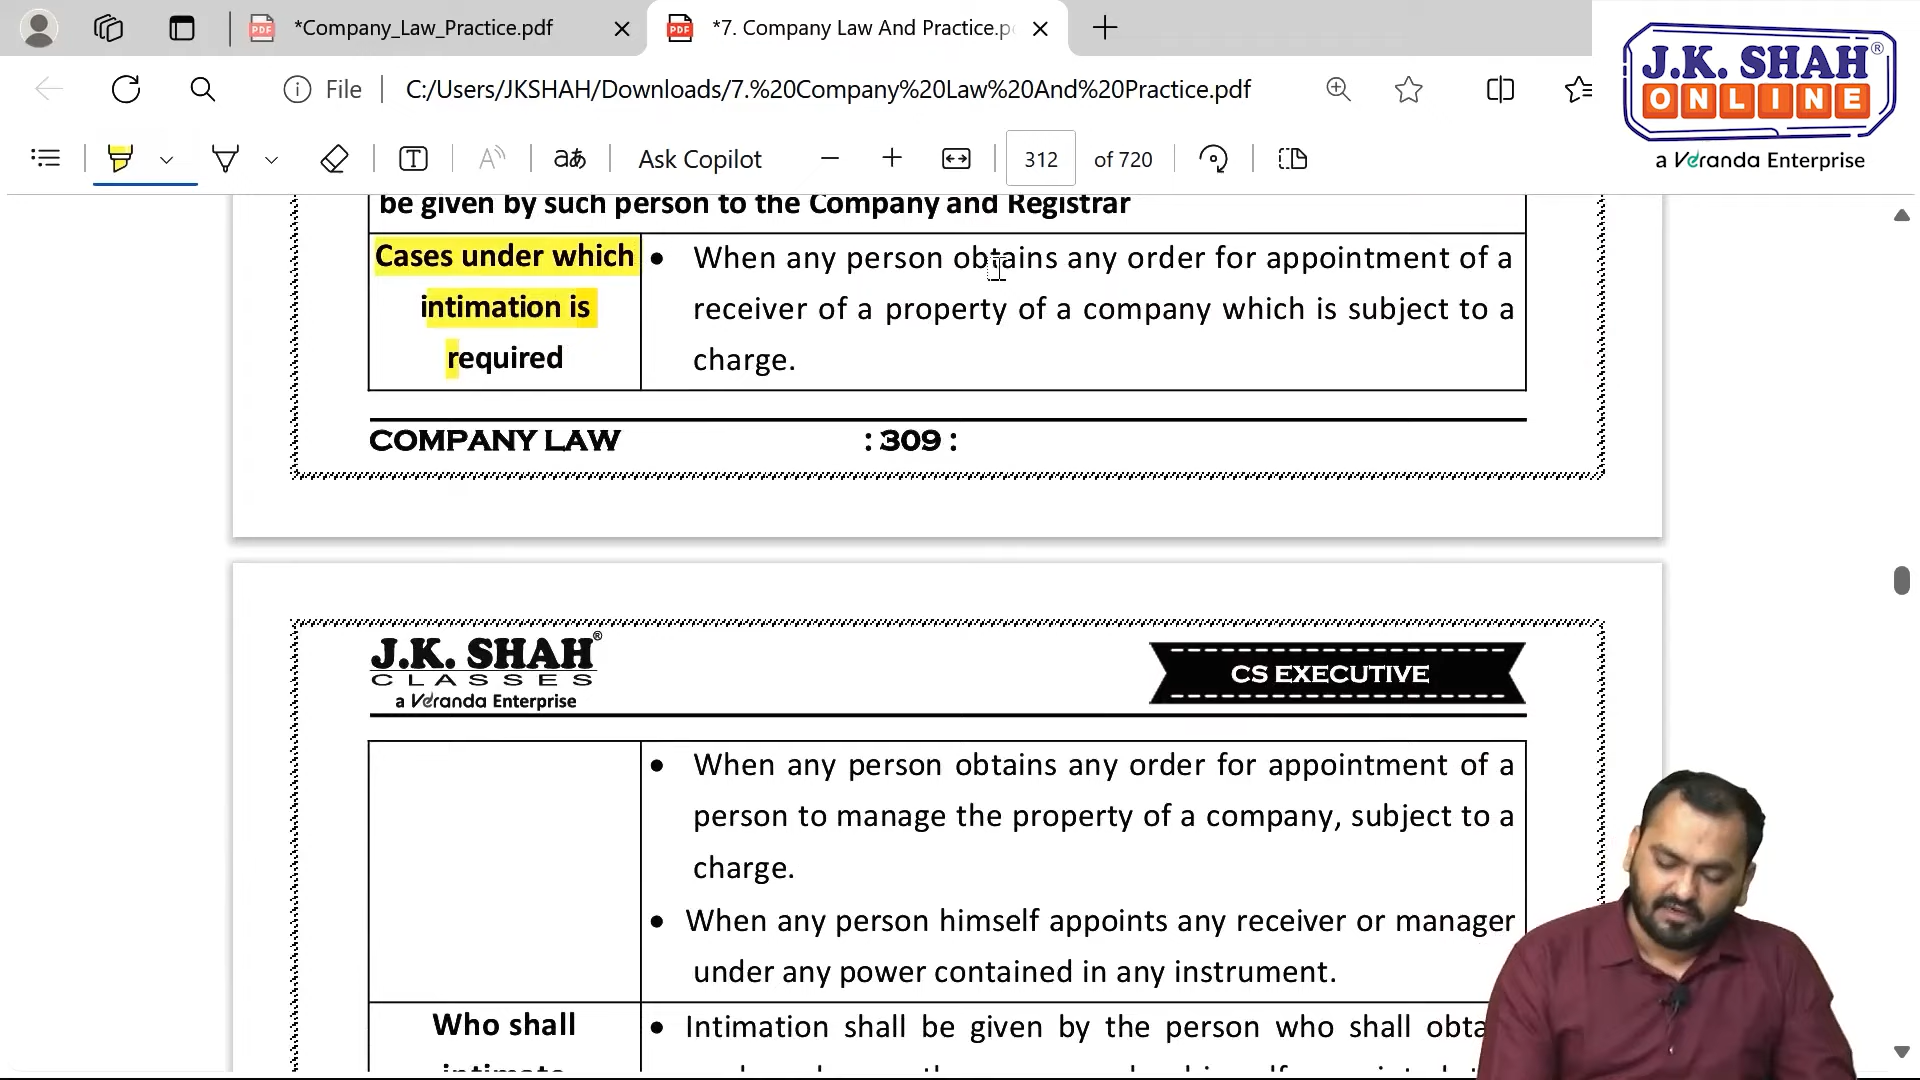 *Company_Law_Practice.pdf
*7. Company Law And Practice.p
J.K. SHAH®
ONLINE
a Veranda Enterprise
File
C:/Users/JKSHAH/Downloads/7.%20Company%20Law%20And%20Practice.pdf
Ask Copilot
312
of 720
be given by such person to the Company and Registrar
Cases under which
intimation is
required
• When any person obtains any order for appointment of a
receiver of a property of a company which is subject to a
charge.
COMPANY LAW
: 309 :
J.K. SHAH®
CLASSES
a Veranda Enterprise
CS EXECUTIVE
• When any person obtains any order for appointment of a
person to manage the property of a company, subject to a
charge.
• When any person himself appoints any receiver or manager
under any power contained in any instrument.
Who shall
• Intimation shall be given by the person who shall obta